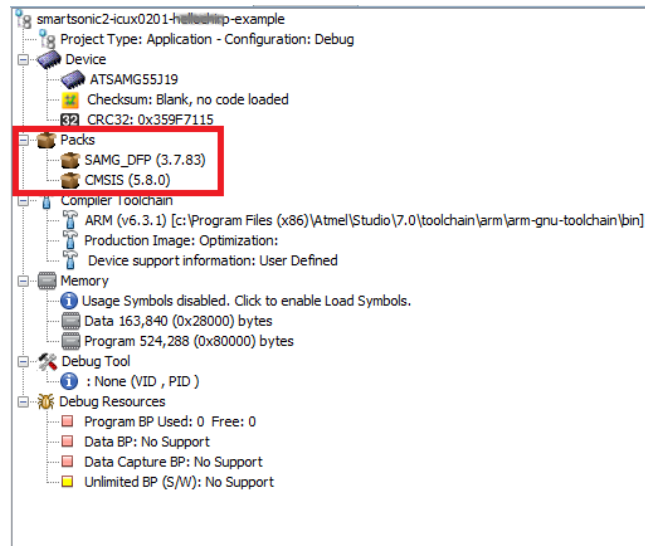 smartsonic2-icux0201-hellochirp-example
Project Type: Application - Configuration: Debug
Device
ATSAMG55J19
Checksum: Blank, no code loaded
32 CRC32: 0x359F7115
Packs
SAMG_DFP (3.7.83)
CMSIS (5.8.0)
Compiler Toolchain
ARM (v6.3.1) [c:\Program Files (x86)\Atmel\Studio\7.0\toolchain\arm\arm-gnu-toolchain\bin]
Production Image: Optimization:
Device support information: User Defined
Memory
Usage Symbols disabled. Click to enable Load Symbols.
Data 163,840 (0x28000) bytes
Program 524,288 (0x80000) bytes
Debug Tool
: None (VID , PID )
Debug Resources
Program BP Used: 0 Free: 0
Data BP: No Support
Data Capture BP: No Support
Unlimited BP (S/W): No Support